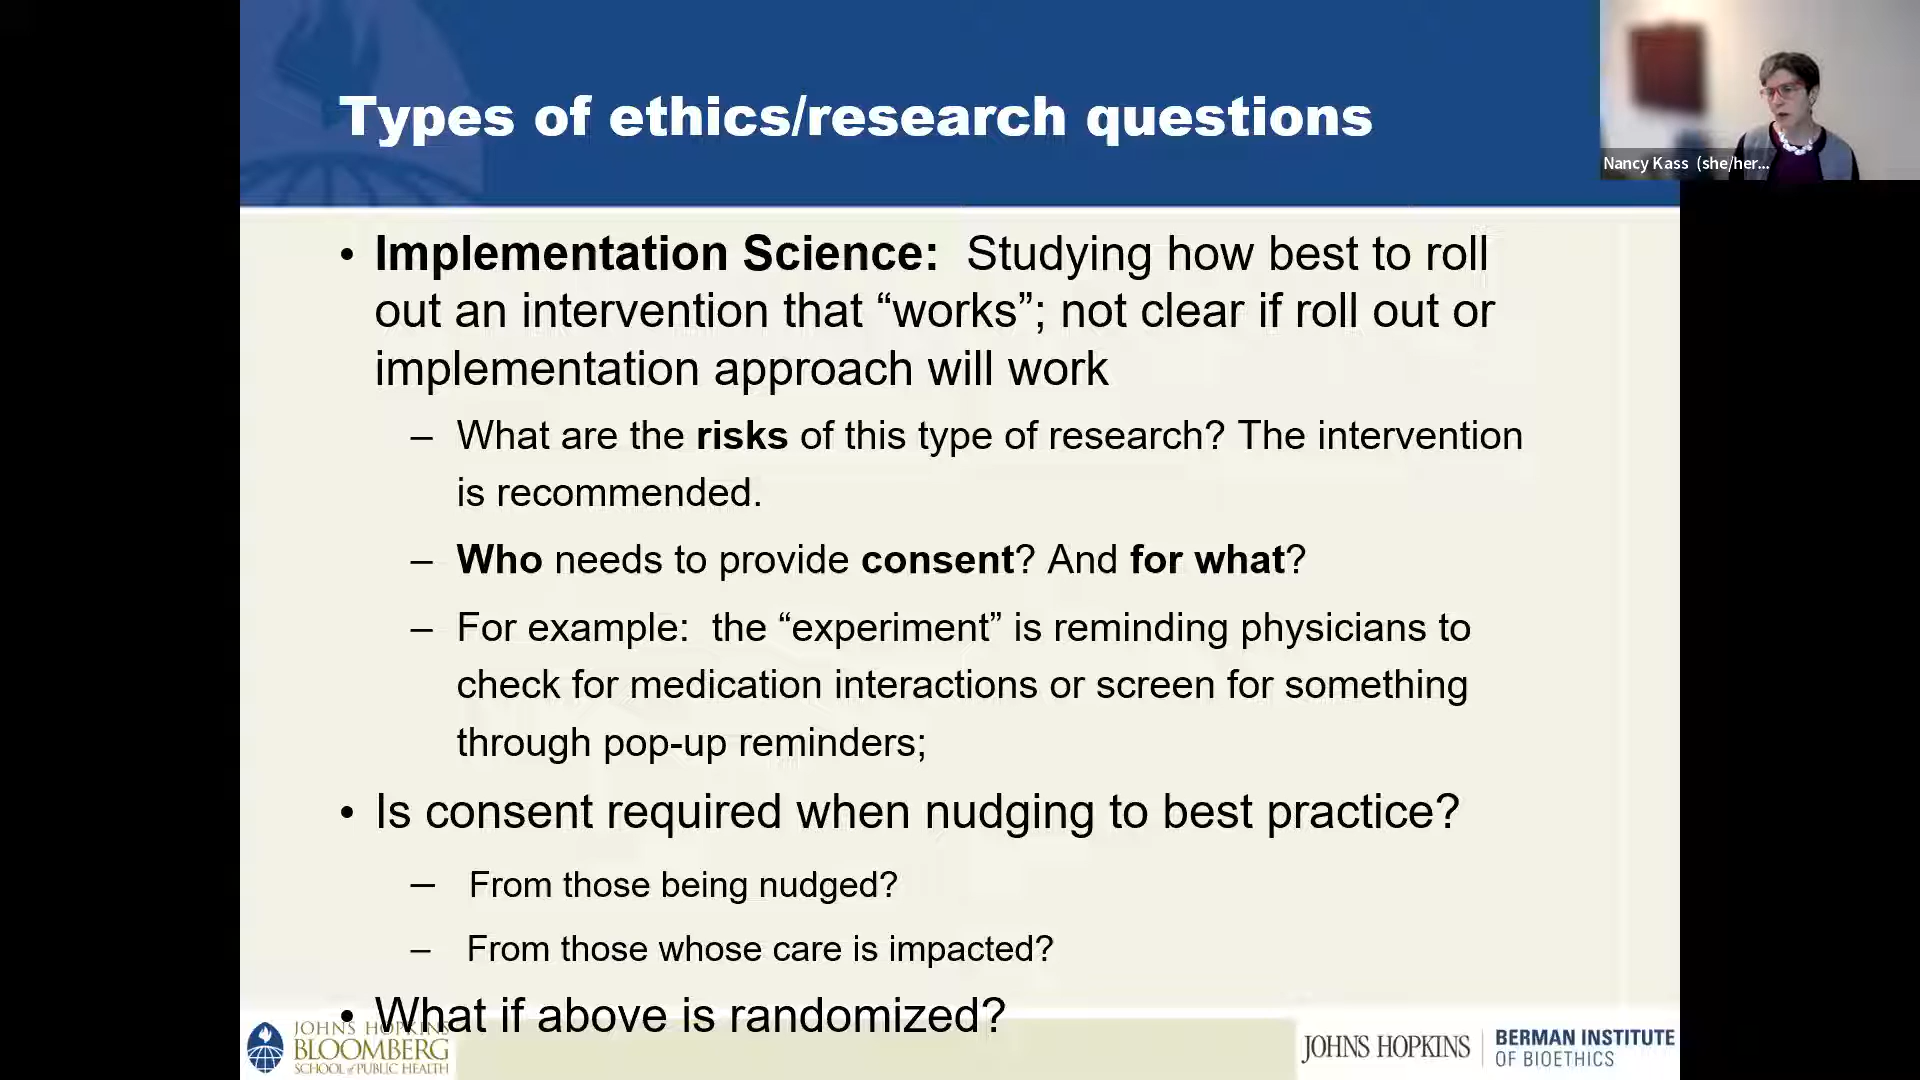 Types of ethics/research questions
Nancy Kass (she/her...
• Implementation Science: Studying how best to roll
out an intervention that “works”; not clear if roll out or
implementation approach will work
– What are the risks of this type of research? The intervention
is recommended.
– Who needs to provide consent? And for what?
– For example: the “experiment” is reminding physicians to
check for medication interactions or screen for something
through pop-up reminders;
• Is consent required when nudging to best practice?
– From those being nudged?
– From those whose care is impacted?
• What if above is randomized?
JOHNS HOPKINS
BLOOMBERG
SCHOOL of PUBLIC HEALTH
JOHNS HOPKINS
BERMAN INSTITUTE
OF BIOETHICS